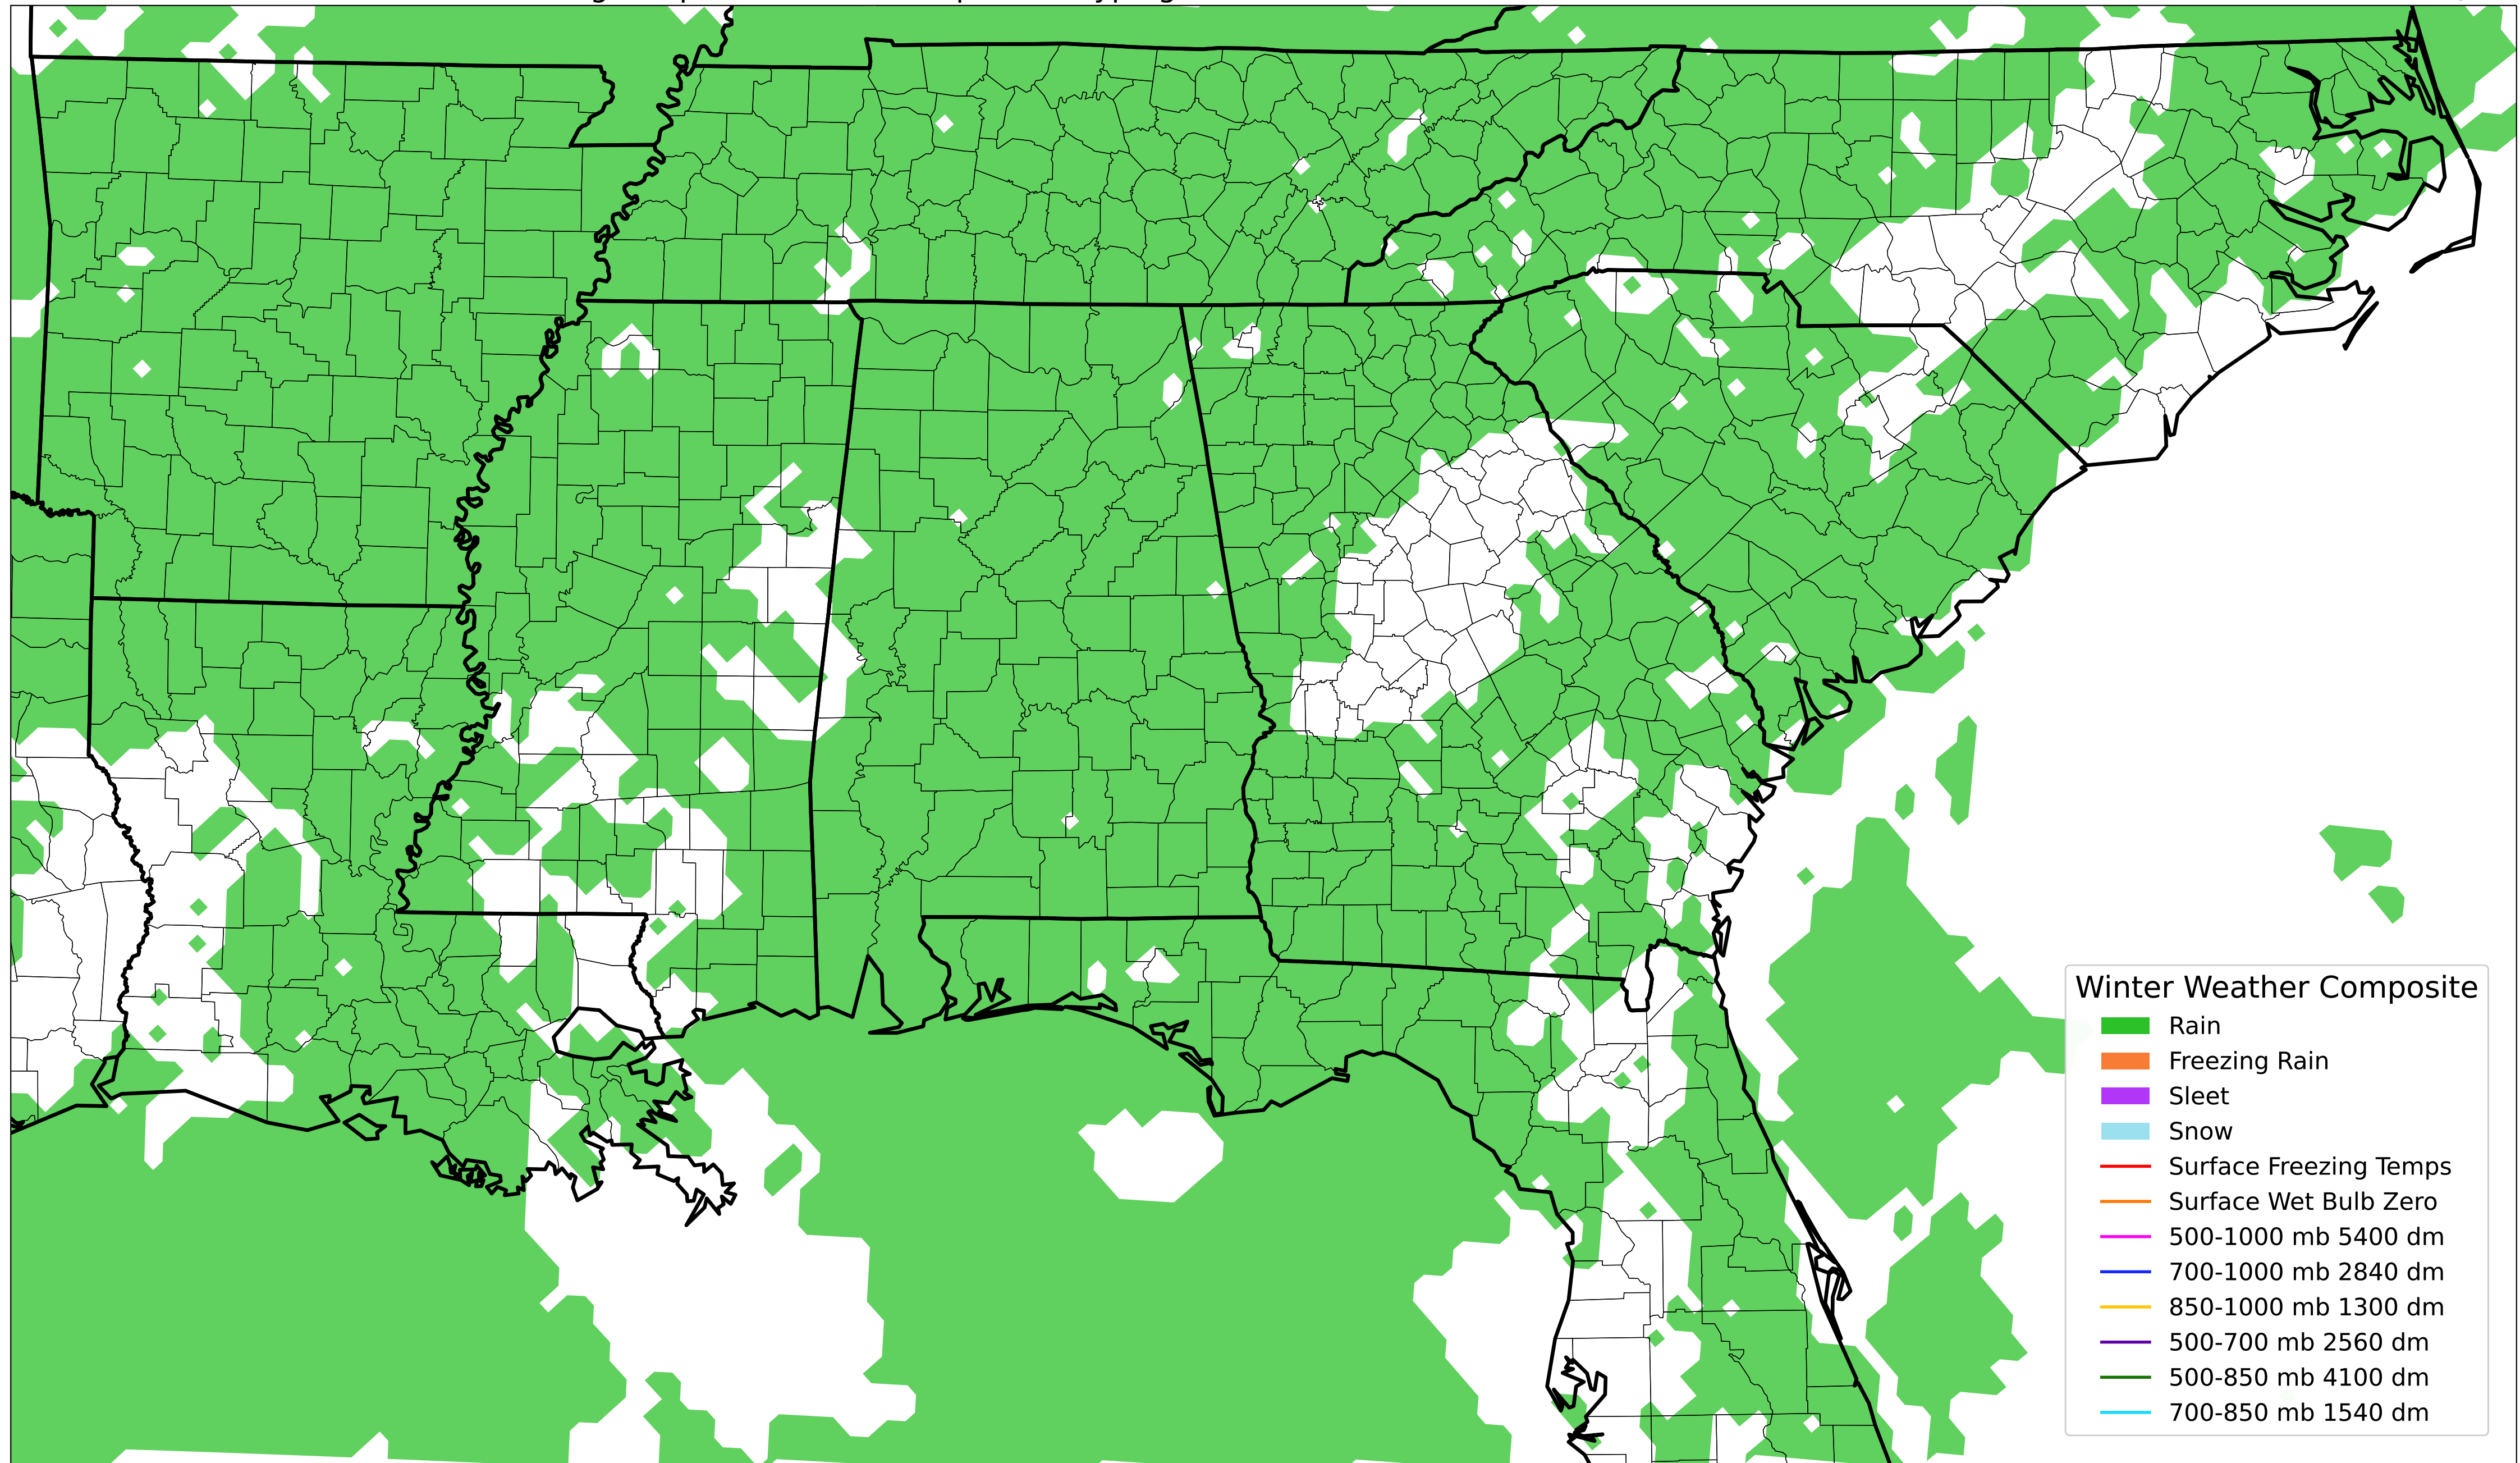 Winter Weather Composite
Rain
Freezing Rain
Sleet
Snow
Surface Freezing Temps
Surface Wet Bulb Zero
500-1000 mb 5400 dm
700-1000 mb 2840 dm
850-1000 mb 1300 dm
500-700 mb 2560 dm
500-850 mb 4100 dm
700-850 mb 1540 dm